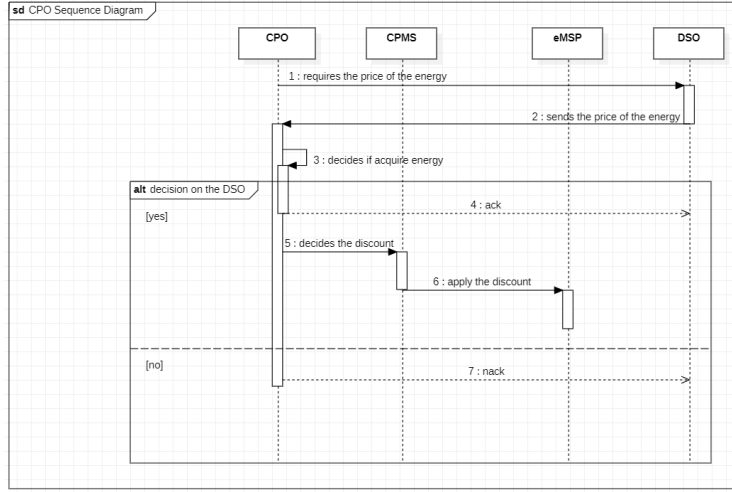 sd CPO Sequence Diagram
CPO CPMS eMSP DSO
1 : requires the price of the energy
2 : sends the price of the energy
3 : decides if acquire energy
alt decision on the DSO
4 : ack
[yes]
5 : decides the discount
6 : apply the discount
[no]
7 : nack